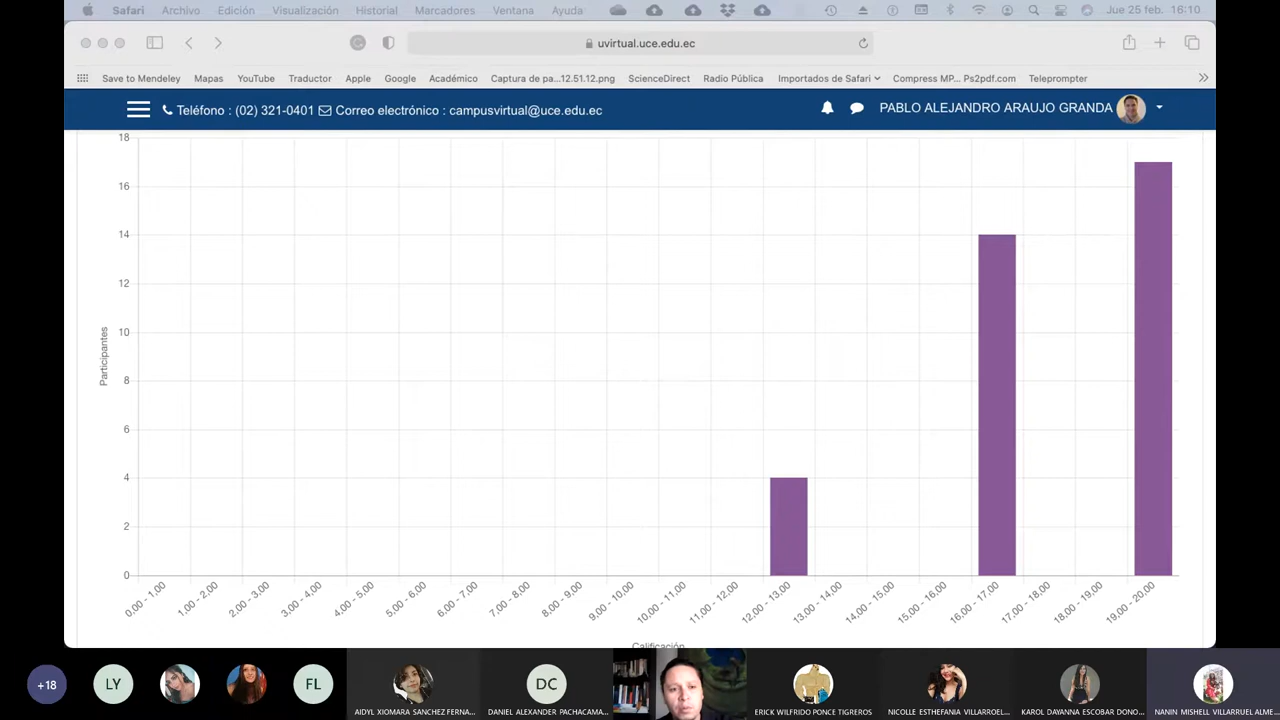 Safari Archivo Edición Visualización Historial Marcadores Ventana Ayuda Jue 25 feb. 16:10
uvirtual.uce.edu.ec
Save to Mendeley Mapas YouTube Traductor Apple Google Académico Captura de pa...12.51.12.png ScienceDirect Radio Pública Importados de Safari Compress MP... Ps2pdf.com Teleprompter
Teléfono : (02) 321-0401 Correo electrónico : campusvirtual@uce.edu.ec PABLO ALEJANDRO ARAUJO GRANDA
18
16
14
12
10
8
6
4
2
0
Participantes
0.00 - 1.00 1.00 - 2.00 2.00 - 3.00 3.00 - 4.00 4.00 - 5.00 5.00 - 6.00 6.00 - 7.00 7.00 - 8.00 8.00 - 9.00 9.00 - 10.00 10.00 - 11.00 11.00 - 12.00 12.00 - 13.00 13.00 - 14.00 14.00 - 15.00 15.00 - 16.00 16.00 - 17.00 17.00 - 18.00 18.00 - 19.00 19.00 - 20.00
Calificación
+18 LY FL DC
AIDYL XIOMARA SANCHEZ FERNA... DANIEL ALEXANDER PACHACAMA... ERICK WILFRIDO PONCE TIGREROS NICOLLE ESTHEFANIA VILLARROEL... KAROL DAYANNA ESCOBAR DONO... NANIN MISHELL VILLARRUEL ALME...